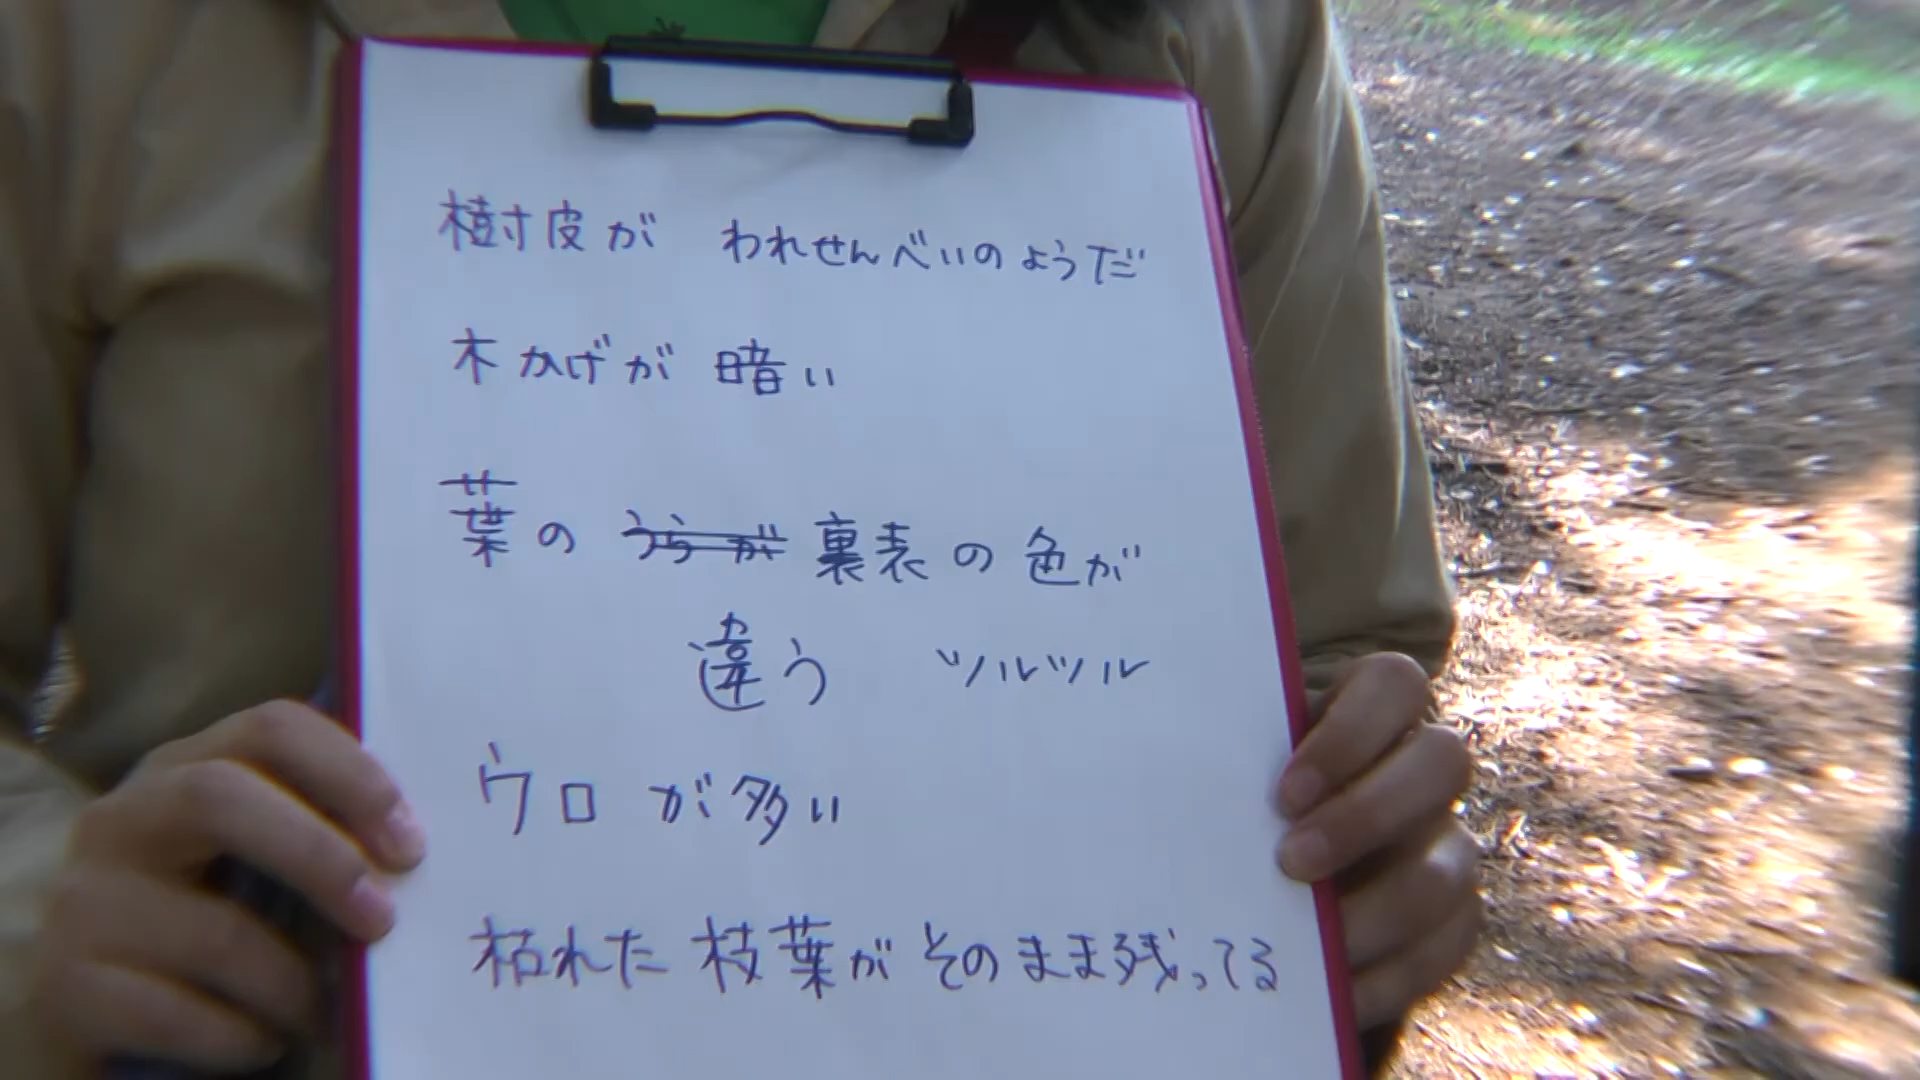 樹皮が われせんべいのようだ
木かげが 暗い
葉の うらが 裏表の色が
違う ツルツル
ウロが多い
枯れた枝葉がそのまま残ってる